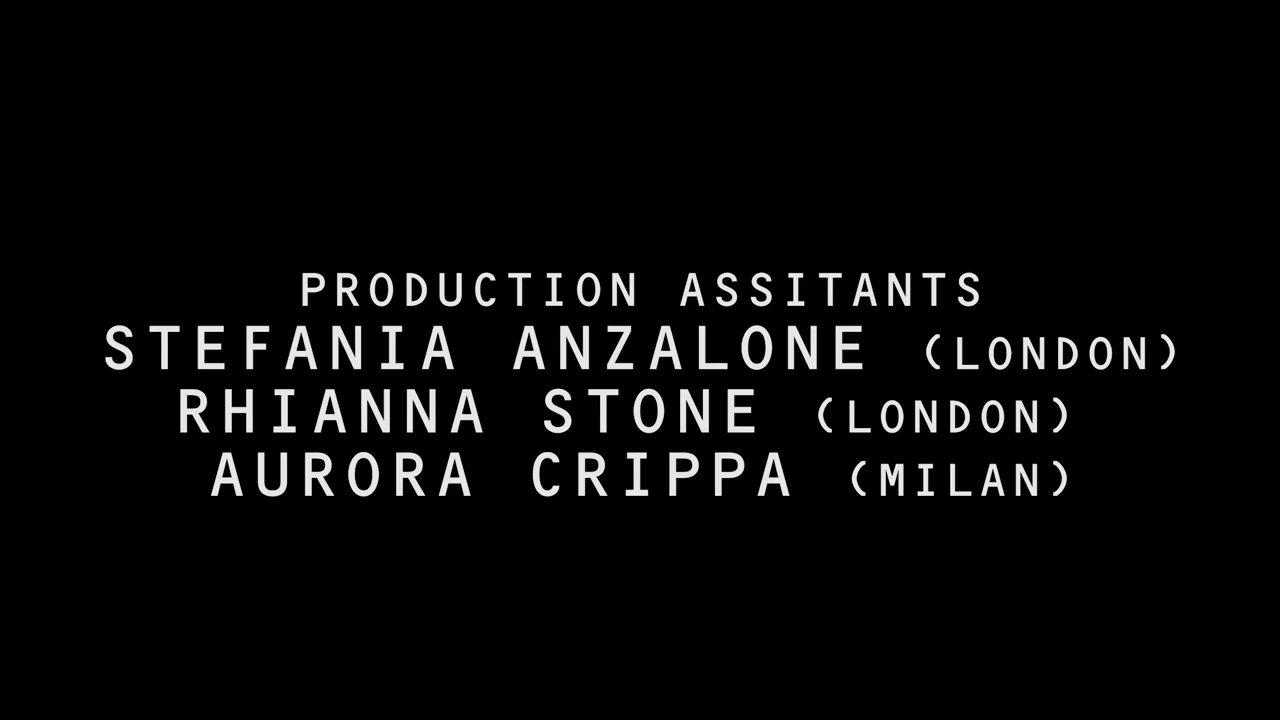 PRODUCTION ASSITANTS
STEFANIA ANZALONE (LONDON)
RHIANNA STONE (LONDON)
AURORA CRIPPA (MILAN)